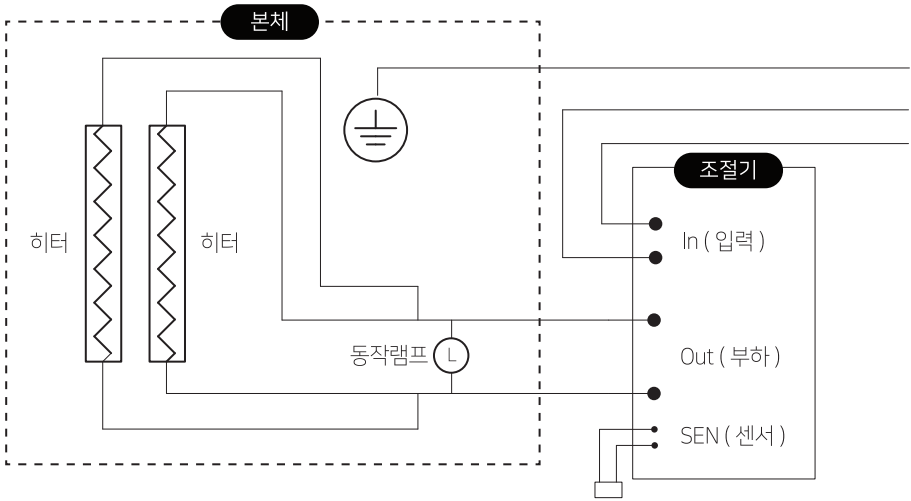 본체
조절기
히터
히터
In ( 입력 )
동작램프
L
Out ( 부하 )
SEN ( 센서 )